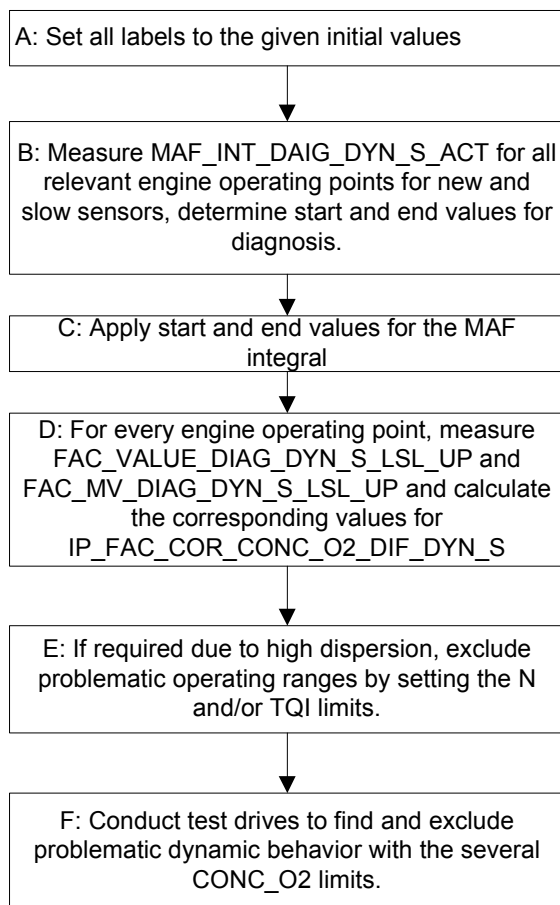 A: Set all labels to the given initial values
B: Measure MAF_INT_DAIG_DYN_S_ACT for all
relevant engine operating points for new and
slow sensors, determine start and end values for
diagnosis.
C: Apply start and end values for the MAF
integral
D: For every engine operating point, measure
FAC_VALUE_DIAG_DYN_S_LSL_UP and
FAC_MV_DIAG_DYN_S_LSL_UP and calculate
the corresponding values for
IP_FAC_COR_CONC_O2_DIF_DYN_S
E: If required due to high dispersion, exclude
problematic operating ranges by setting the N
and/or TQI limits.
F: Conduct test drives to find and exclude
problematic dynamic behavior with the several
CONC_O2 limits.